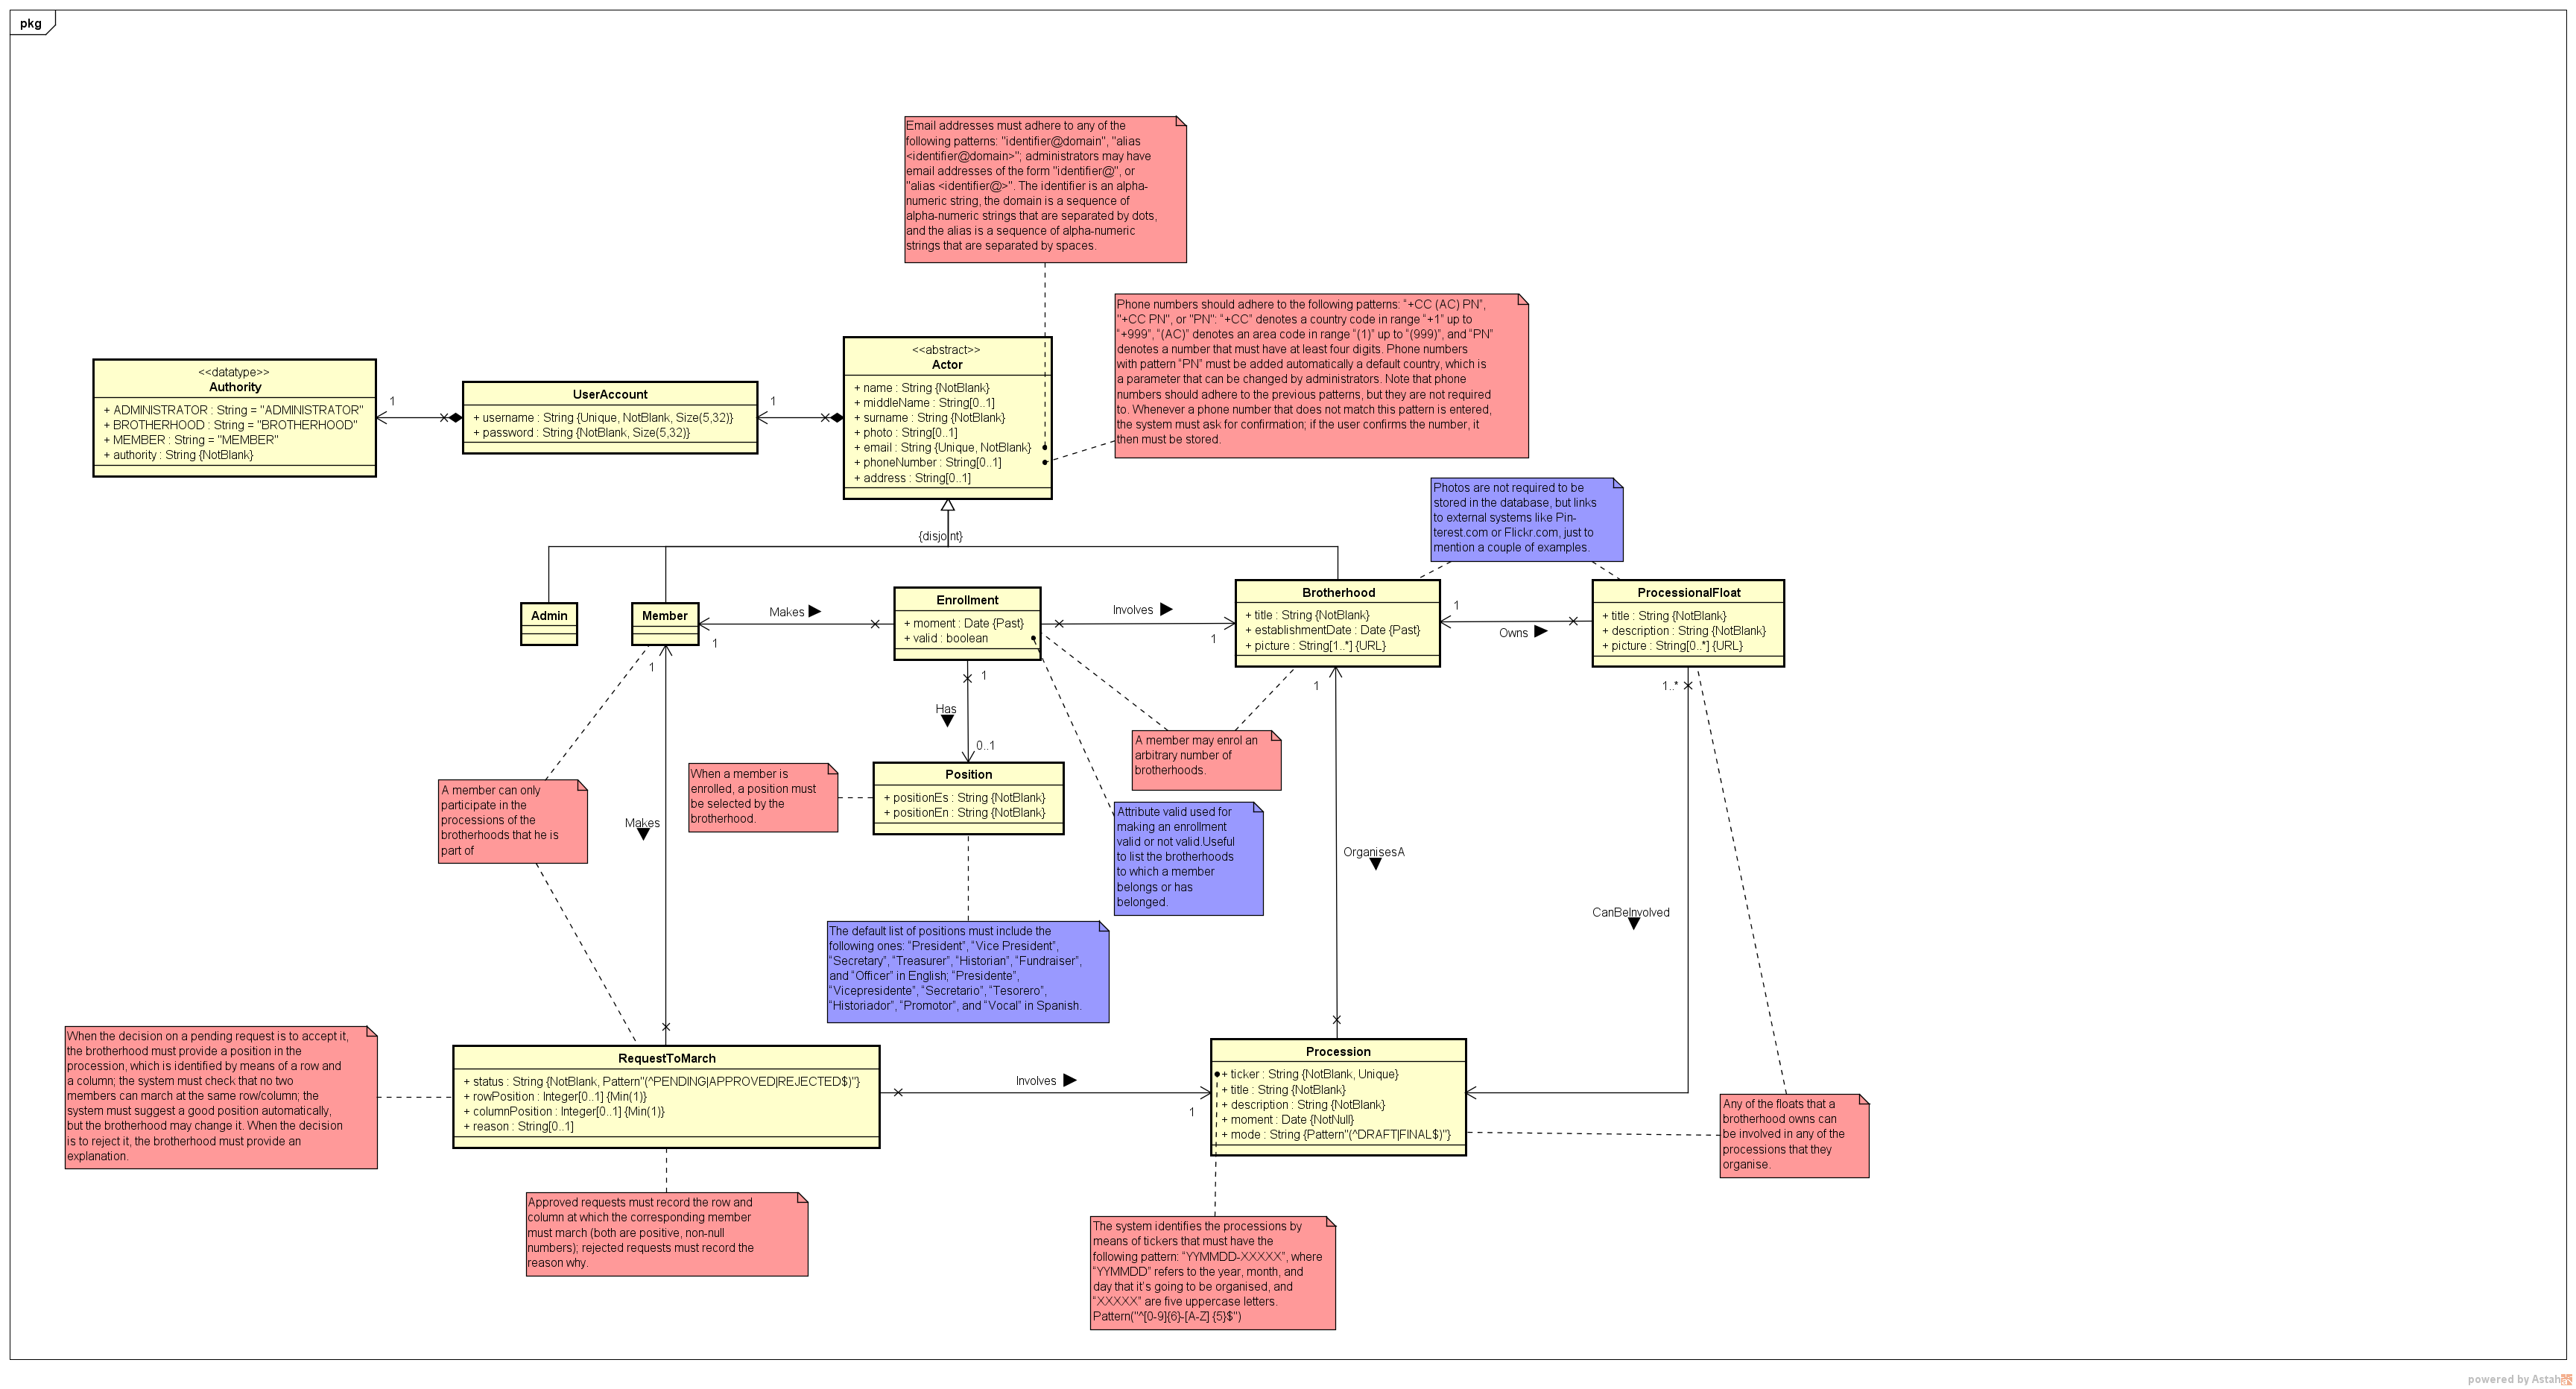 pkg
Email addresses must adhere to any of the
following patterns: "identifier@domain", "alias
<identifier@domain>"; administrators may have
email addresses of the form "identifier@", or
"alias <identifier@>". The identifier is an alpha-
numeric string, the domain is a sequence of
alpha-numeric strings that are separated by dots,
and the alias is a sequence of alpha-numeric
strings that are separated by spaces.
Phone numbers should adhere to the following patterns: “+CC (AC) PN”,
"+CC PN", or "PN": “+CC” denotes a country code in range “+1” up to
“+999”, “(AC)” denotes an area code in range “(1)” up to “(999)”, and “PN”
denotes a number that must have at least four digits. Phone numbers
with pattern “PN” must be added automatically a default country, which is
a parameter that can be changed by administrators. Note that phone
numbers should adhere to the previous patterns, but they are not required
to. Whenever a phone number that does not match this pattern is entered,
the system must ask for confirmation; if the user confirms the number, it
then must be stored.
<<datatype>>
Authority
+ ADMINISTRATOR : String = "ADMINISTRATOR"
+ BROTHERHOOD : String = "BROTHERHOOD"
+ MEMBER : String = "MEMBER"
+ authority : String {NotBlank}
1
UserAccount
+ username : String {Unique, NotBlank, Size(5,32)}
+ password : String {NotBlank, Size(5,32)}
1
<<abstract>>
Actor
+ name : String {NotBlank}
+ middleName : String[0..1]
+ surname : String {NotBlank}
+ photo : String[0..1]
+ email : String {Unique, NotBlank}
+ phoneNumber : String[0..1]
+ address : String[0..1]
{disjoint}
Photos are not required to be
stored in the database, but links
to external systems like Pin-
terest.com or Flickr.com, just to
mention a couple of examples.
Admin
Member
Makes
1
1
Enrollment
+ moment : Date {Past}
+ valid : boolean
Involves
1
Brotherhood
+ title : String {NotBlank}
+ establishmentDate : Date {Past}
+ picture : String[1..*] {URL}
1
Owns
ProcessionalFloat
+ title : String {NotBlank}
+ description : String {NotBlank}
+ picture : String[0..*] {URL}
1
1..*
1
Has
0..1
A member may enrol an
arbitrary number of
brotherhoods.
When a member is
enrolled, a position must
be selected by the
brotherhood.
Position
+ positionEs : String {NotBlank}
+ positionEn : String {NotBlank}
A member can only
participate in the
processions of the
brotherhoods that he is
part of
Makes
Attribute valid used for
making an enrollment
valid or not valid.Useful
to list the brotherhoods
to which a member
belongs or has
belonged.
OrganisesA
CanBeInvolved
The default list of positions must include the
following ones: “President”, “Vice President”,
“Secretary”, “Treasurer”, “Historian”, “Fundraiser”,
and “Officer” in English; “Presidente”,
“Vicepresidente”, “Secretario”, “Tesorero”,
“Historiador”, “Promotor”, and “Vocal” in Spanish.
When the decision on a pending request is to accept it,
the brotherhood must provide a position in the
procession, which is identified by means of a row and
a column; the system must check that no two
members can march at the same row/column; the
system must suggest a good position automatically,
but the brotherhood may change it. When the decision
is to reject it, the brotherhood must provide an
explanation.
RequestToMarch
+ status : String {NotBlank, Pattern"(^PENDING|APPROVED|REJECTED$)"}
+ rowPosition : Integer[0..1] {Min(1)}
+ columnPosition : Integer[0..1] {Min(1)}
+ reason : String[0..1]
Involves
1
Procession
+ ticker : String {NotBlank, Unique}
+ title : String {NotBlank}
+ description : String {NotBlank}
+ moment : Date {NotNull}
+ mode : String {Pattern"(^DRAFT|FINAL$)"}
Any of the floats that a
brotherhood owns can
be involved in any of the
processions that they
organise.
Approved requests must record the row and
column at which the corresponding member
must march (both are positive, non-null
numbers); rejected requests must record the
reason why.
The system identifies the processions by
means of tickers that must have the
following pattern: “YYMMDD-XXXXX”, where
“YYMMDD” refers to the year, month, and
day that it's going to be organised, and
“XXXXX” are five uppercase letters.
Pattern("^[0-9]{6}-[A-Z] {5}$")
powered by Astah